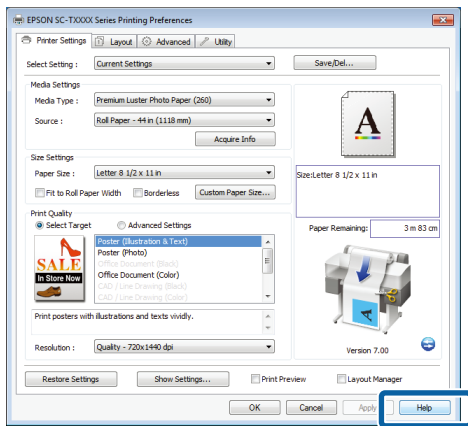 EPSON SC-TXXXX Series Printing Preferences
Printer Settings Layout Advanced Utility
Select Setting : Current Settings Save/Del...
Media Settings
Media Type : Premium Luster Photo Paper (260)
Source : Roll Paper - 44 in (1118 mm)
Acquire Info
A
Size Settings
Paper Size : Letter 8 1/2 x 11 in
Size:Letter 8 1/2 x 11 in
Fit to Roll Paper Width Borderless Custom Paper Size...
Print Quality
Select Target Advanced Settings
Paper Remaining: 3 m 83 cm
SALE
In Store Now
Poster (Illustration & Text)
Poster (Photo)
Office Document (Black)
Office Document (Color)
CAD / Line Drawing (Black)
CAD / Line Drawing (Color)
Print posters with illustrations and texts vividly.
Resolution : Quality - 720x1440 dpi
Version 7.00
Restore Settings Show Settings... Print Preview Layout Manager
OK Cancel Apply Help